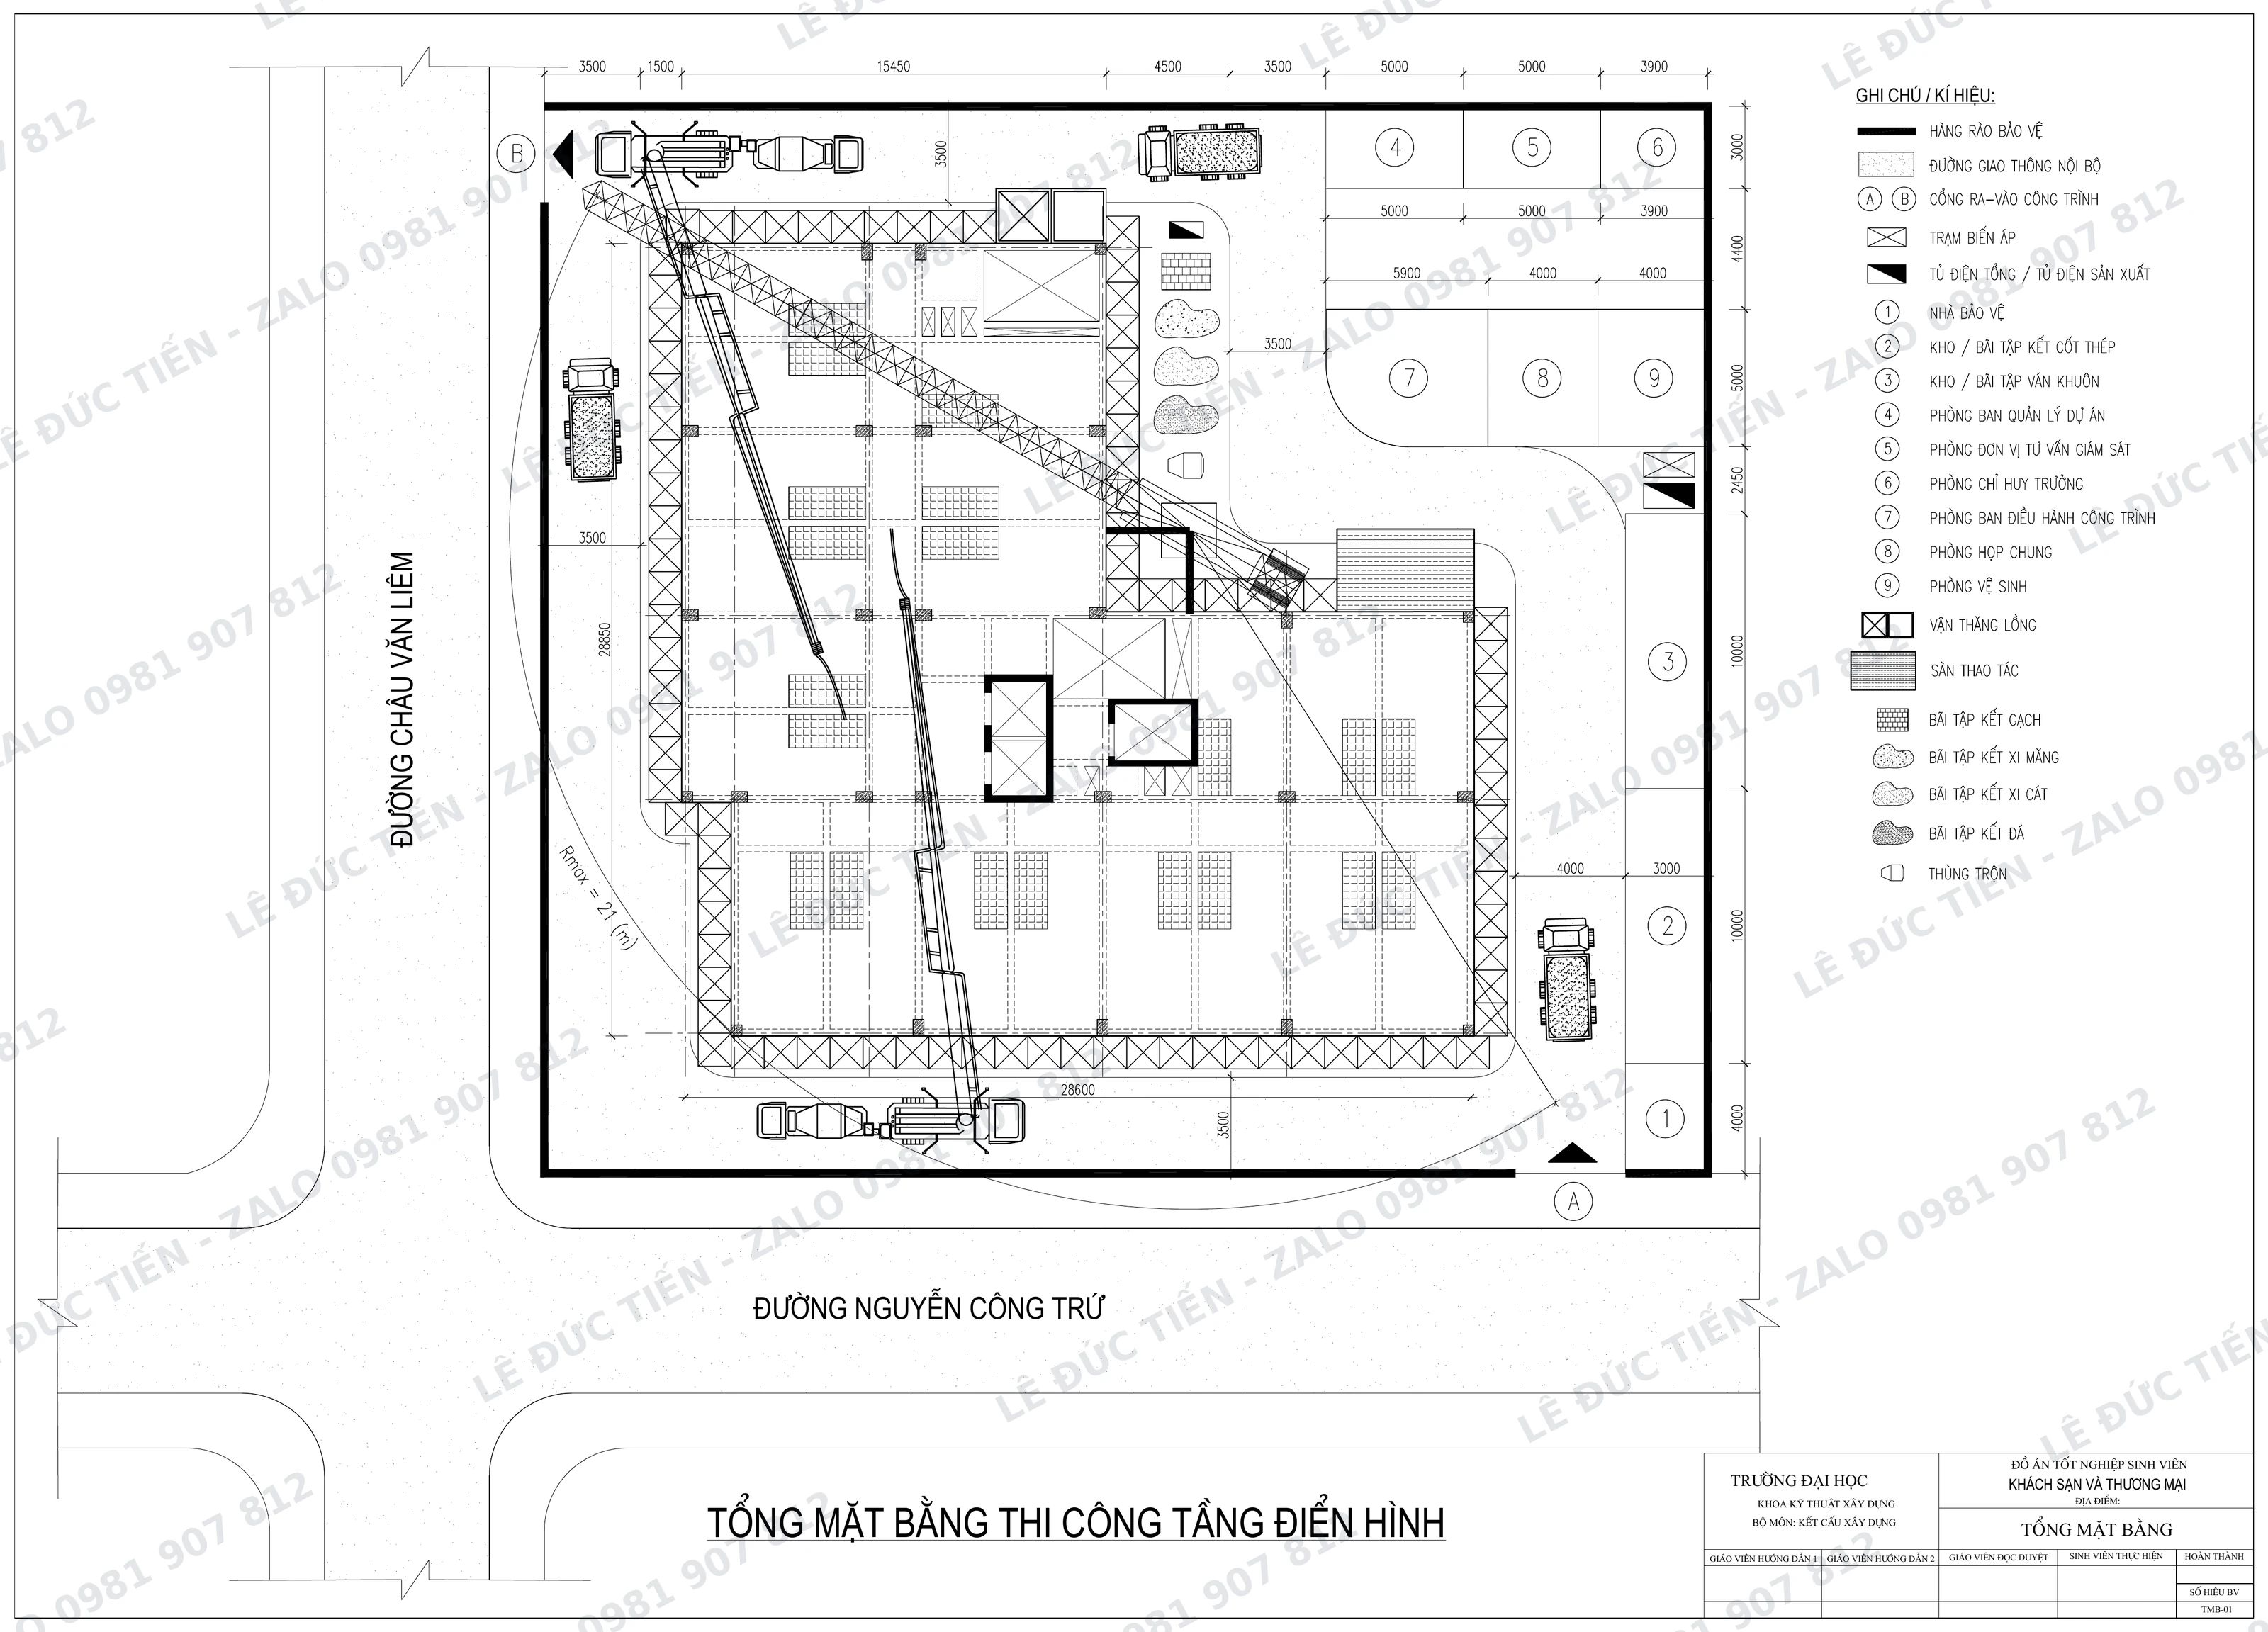 3500 1500 15450 4500 3500 5000 5000 3900
B
4 5 6
3500
3000
5000 5000 3900
4400
5900 4000 4000
3500
7 8 9
5000
2450
3500
28850
ĐƯỜNG CHÂU VĂN LIÊM
3
10000
Rmax = 21 (m)
4000 3000
2
10000
28600
3500
1
4000
A
ĐƯỜNG NGUYỄN CÔNG TRỨ
TỔNG MẶT BẰNG THI CÔNG TẦNG ĐIỂN HÌNH
GHI CHÚ / KÍ HIỆU:
HÀNG RÀO BẢO VỆ
ĐƯỜNG GIAO THÔNG NỘI BỘ
A B CỔNG RA-VÀO CÔNG TRÌNH
TRẠM BIẾN ÁP
TỦ ĐIỆN TỔNG / TỦ ĐIỆN SẢN XUẤT
1 NHÀ BẢO VỆ
2 KHO / BÃI TẬP KẾT CỐT THÉP
3 KHO / BÃI TẬP VÁN KHUÔN
4 PHÒNG BAN QUẢN LÝ DỰ ÁN
5 PHÒNG ĐƠN VỊ TƯ VẤN GIÁM SÁT
6 PHÒNG CHỈ HUY TRƯỞNG
7 PHÒNG BAN ĐIỀU HÀNH CÔNG TRÌNH
8 PHÒNG HỌP CHUNG
9 PHÒNG VỆ SINH
VẬN THĂNG LỒNG
SÀN THAO TÁC
BÃI TẬP KẾT GẠCH
BÃI TẬP KẾT XI MĂNG
BÃI TẬP KẾT XI CÁT
BÃI TẬP KẾT ĐÁ
THÙNG TRỘN
TRƯỜNG ĐẠI HỌC
KHOA KỸ THUẬT XÂY DỰNG
BỘ MÔN: KẾT CẤU XÂY DỰNG
ĐỒ ÁN TỐT NGHIỆP SINH VIÊN
KHÁCH SẠN VÀ THƯƠNG MẠI
ĐỊA ĐIỂM:
TỔNG MẶT BẰNG
GIÁO VIÊN HƯỚNG DẪN 1 GIÁO VIÊN HƯỚNG DẪN 2 GIÁO VIÊN ĐỌC DUYỆT SINH VIÊN THỰC HIỆN HOÀN THÀNH
SỐ HIỆU BV
TMB-01
LÊ ĐỨC TIẾN - ZALO 0981 907 812